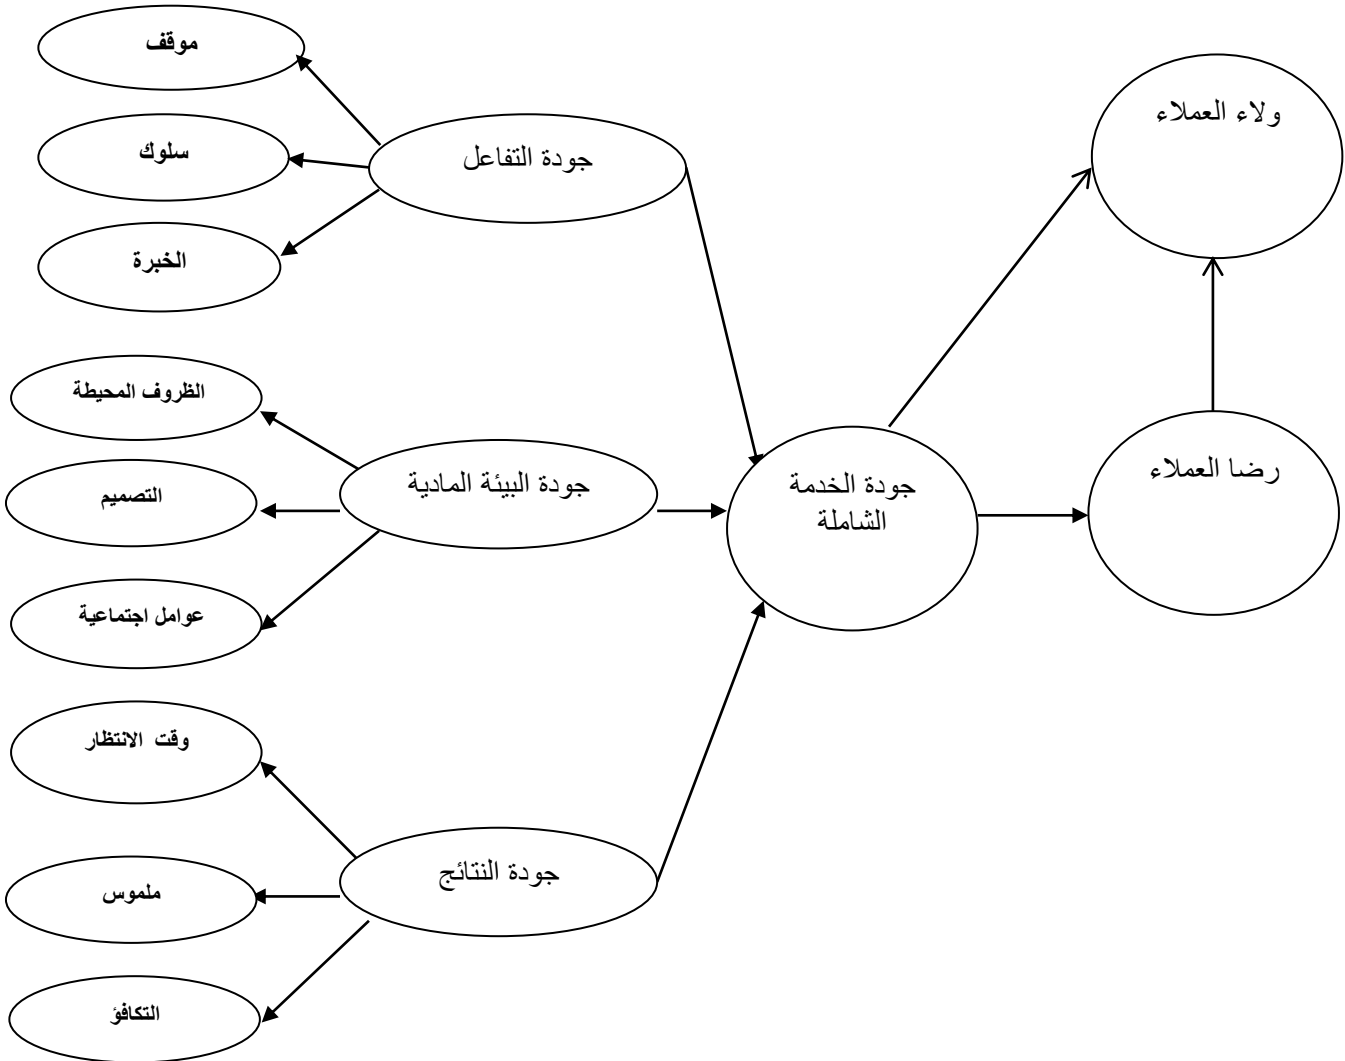 موقف
سلوك
الخبرة
جودة التفاعل
الظروف المحيطة
التصميم
عوامل اجتماعية
جودة البيئة المادية
وقت الانتظار
ملموس
التكافؤ
جودة النتائج
جودة الخدمة
الشاملة
ولاء العملاء
رضا العملاء